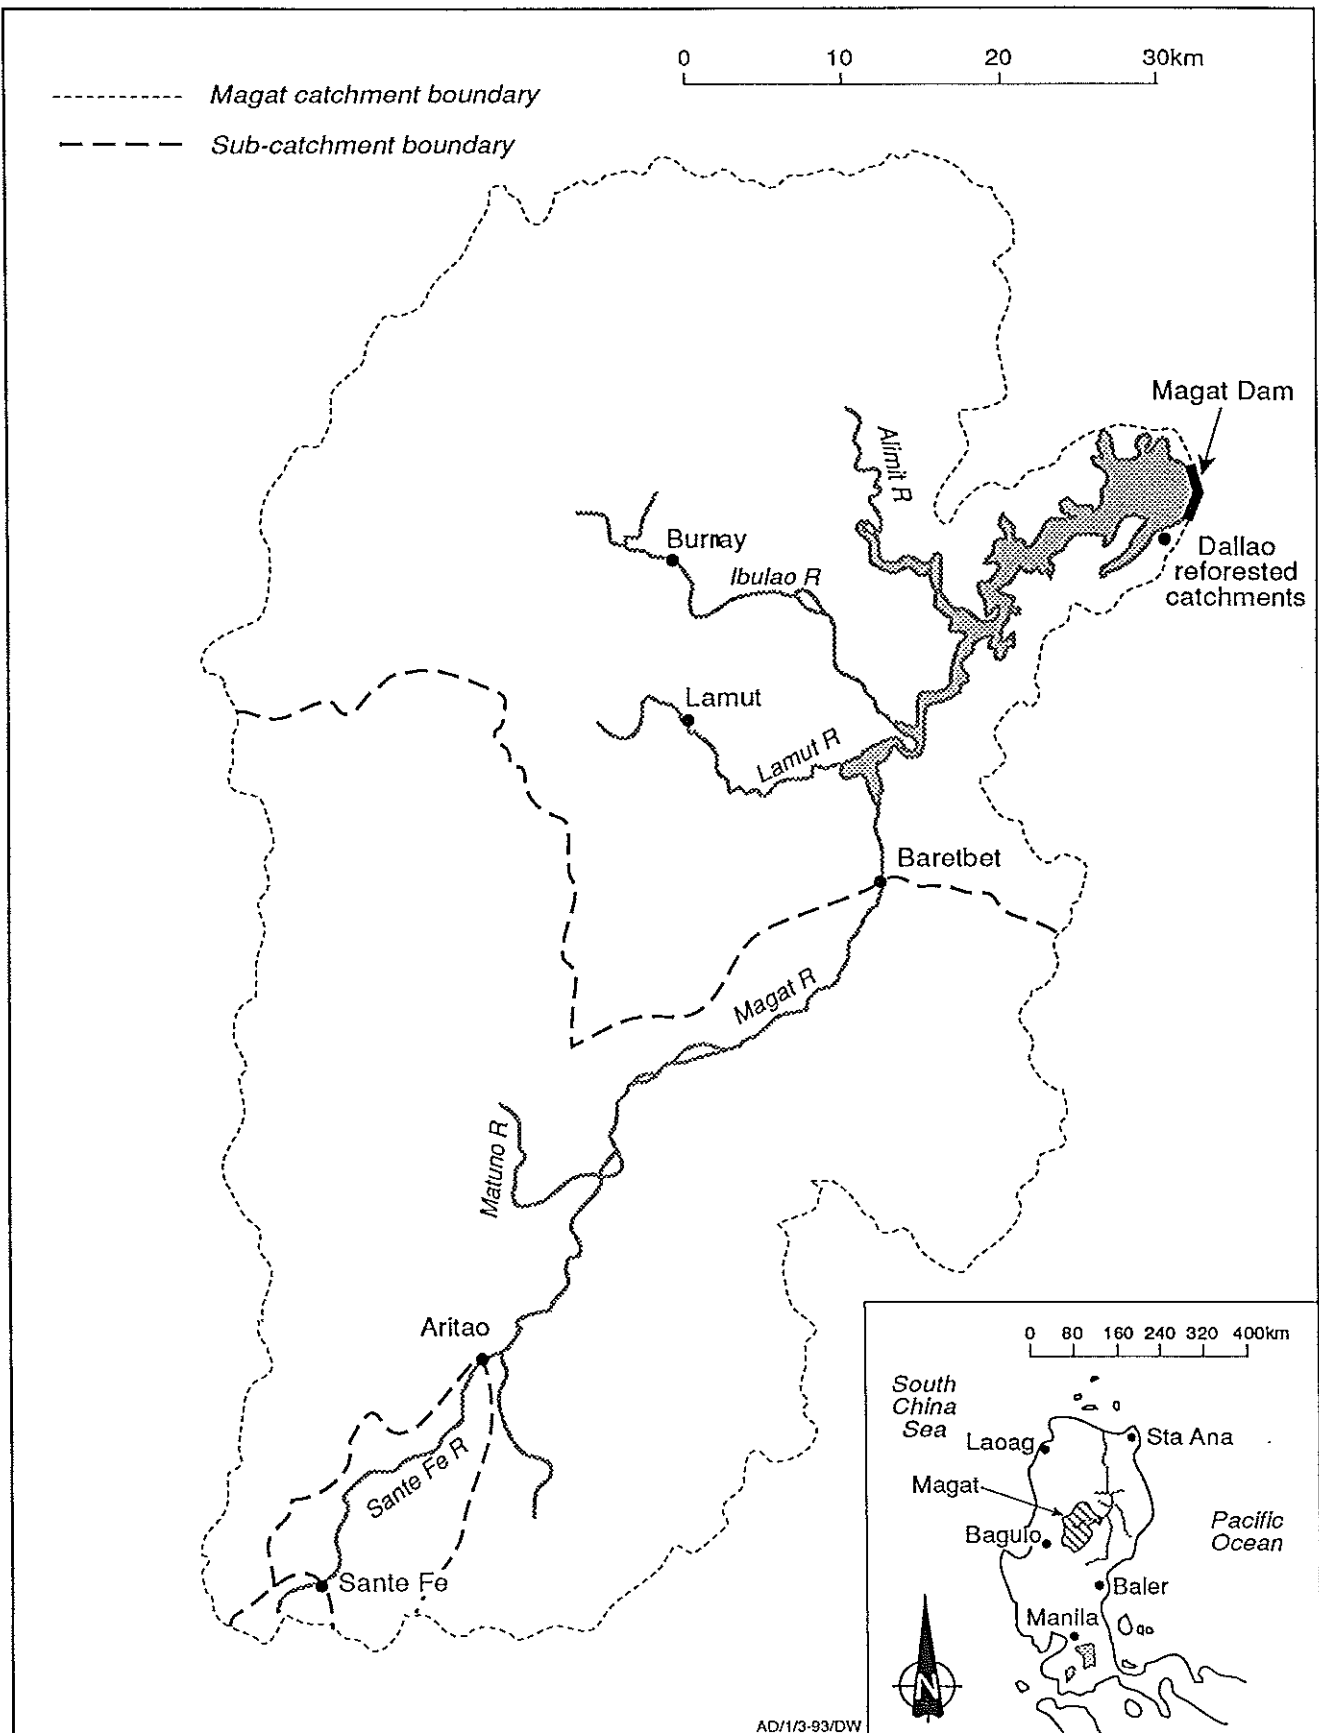 0 10 20 30km
Magat catchment boundary
Sub-catchment boundary
Magat Dam
Alimit R
Burnay
Ibulao R
Dallao
reforested
catchments
Lamut
Lamut R
Baretbet
Magat R
Matuno R
Aritao
Sante Fe R
Sante Fe
0 80 160 240 320 400km
South
China
Sea
Laoag
Sta Ana
Magat
Pacific
Ocean
Baguio
Baler
Manila
N
AD/1/3-93/DW